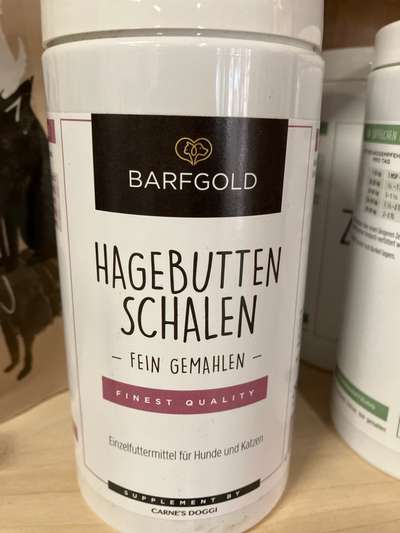 BARFGOLD
HAGEBUTTEN
SCHALEN
- FEIN GEMAHLEN -
FINEST QUALITY
Einzelfuttermittel für Hunde und Katzen
SUPPLEMENT BY
CARNE'S DOGGI